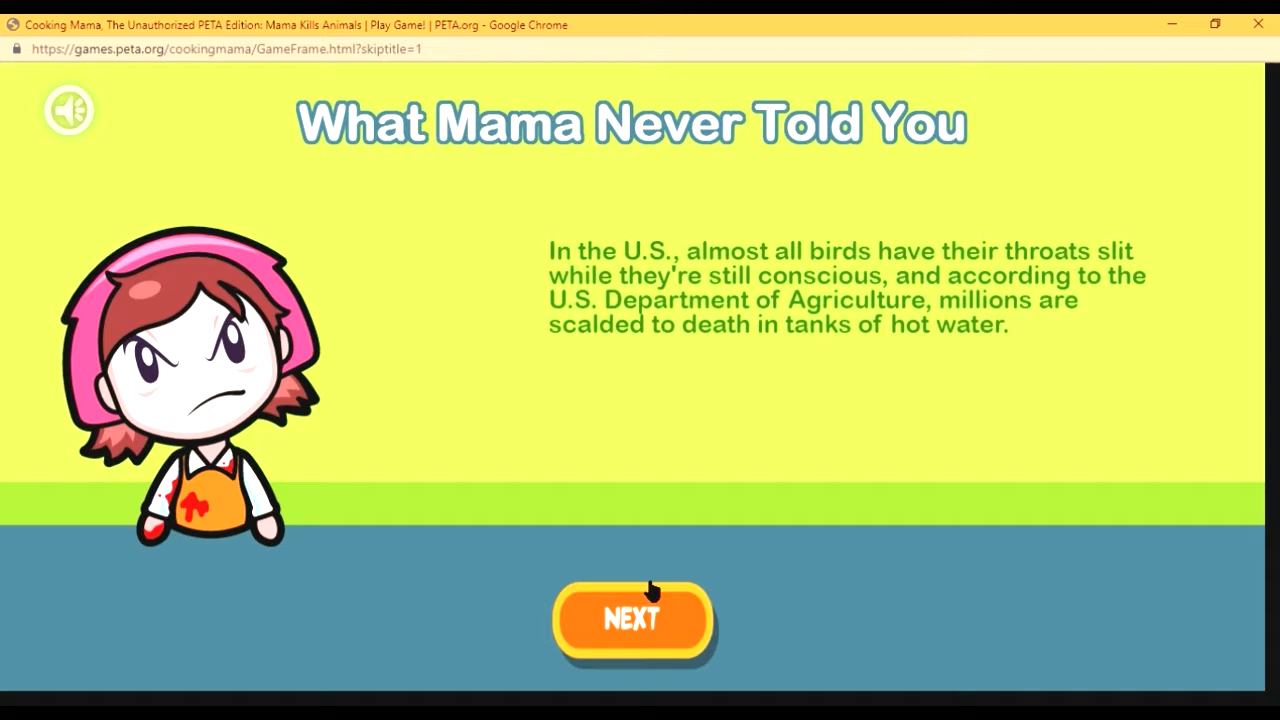 Cooking Mama, The Unauthorized PETA Edition: Mama Kills Animals | Play Game! | PETA.org - Google Chrome
https://games.peta.org/cookingmama/GameFrame.html?skiptitle=1
What Mama Never Told You
In the U.S., almost all birds have their throats slit
while they're still conscious, and according to the
U.S. Department of Agriculture, millions are
scalded to death in tanks of hot water.
NEXT